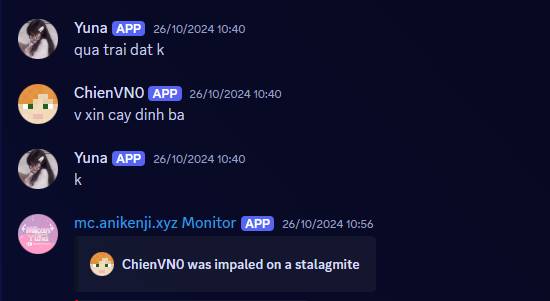 Yuna APP 26/10/2024 10:40
qua trai dat k
ChienVN0 APP 26/10/2024 10:40
v xin cay dinh ba
Yuna APP 26/10/2024 10:40
k
mc.anikenji.xyz Monitor APP 26/10/2024 10:56
ChienVN0 was impaled on a stalagmite